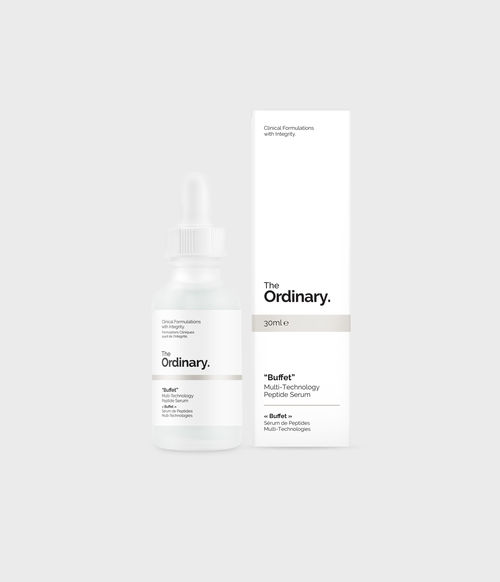 Clinical Formulations
with Integrity.
Formulations Cliniques
avec de l'intégrité.
The
Ordinary.
"Buffet"
Multi-Technology
Peptide Serum
« Buffet »
Sérum de Peptides
Multi-Technologies
Clinical Formulations
with Integrity.
The
Ordinary.
30ml ℮
"Buffet"
Multi-Technology
Peptide Serum
« Buffet »
Sérum de Peptides
Multi-Technologies